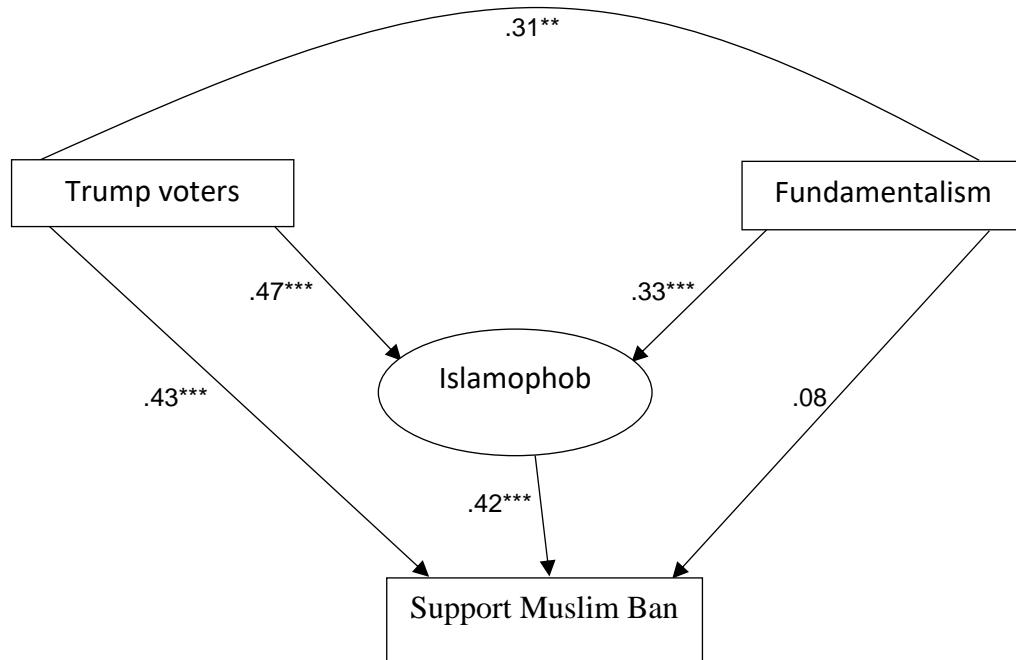 .31**
Trump voters
Fundamentalism
.47***
.33***
Islamophob
.43***
.08
.42***
Support Muslim Ban